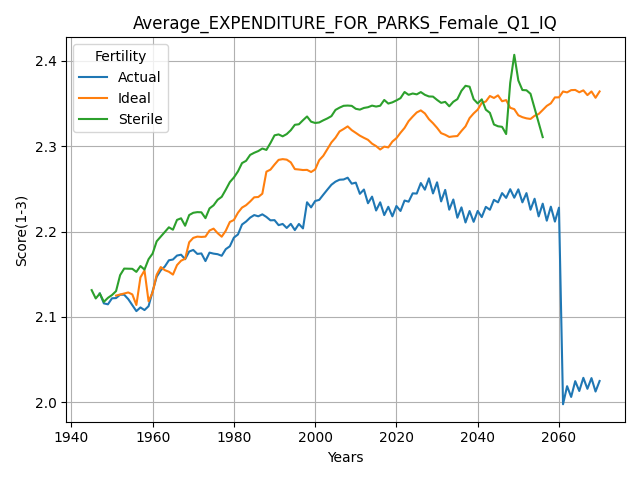 Average_EXPENDITURE_FOR_PARKS_Female_Q1_IQ
Fertility
Actual
Ideal
Sterile
Score(1-3)
2.4
2.3
2.2
2.1
2.0
1940
1960
1980
2000
2020
2040
2060
Years